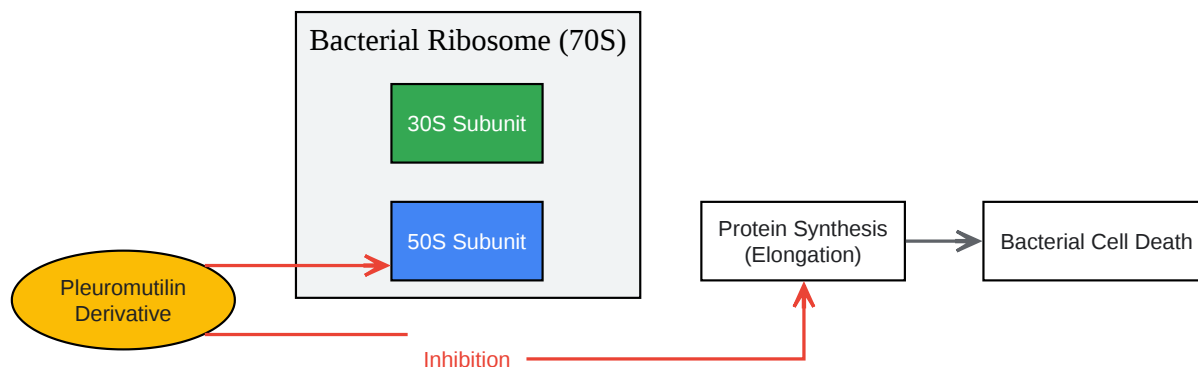 Bacterial Ribosome (70S)
30S Subunit
50S Subunit
Pleuromutilin
Derivative
Inhibition
Protein Synthesis
(Elongation)
Bacterial Cell Death